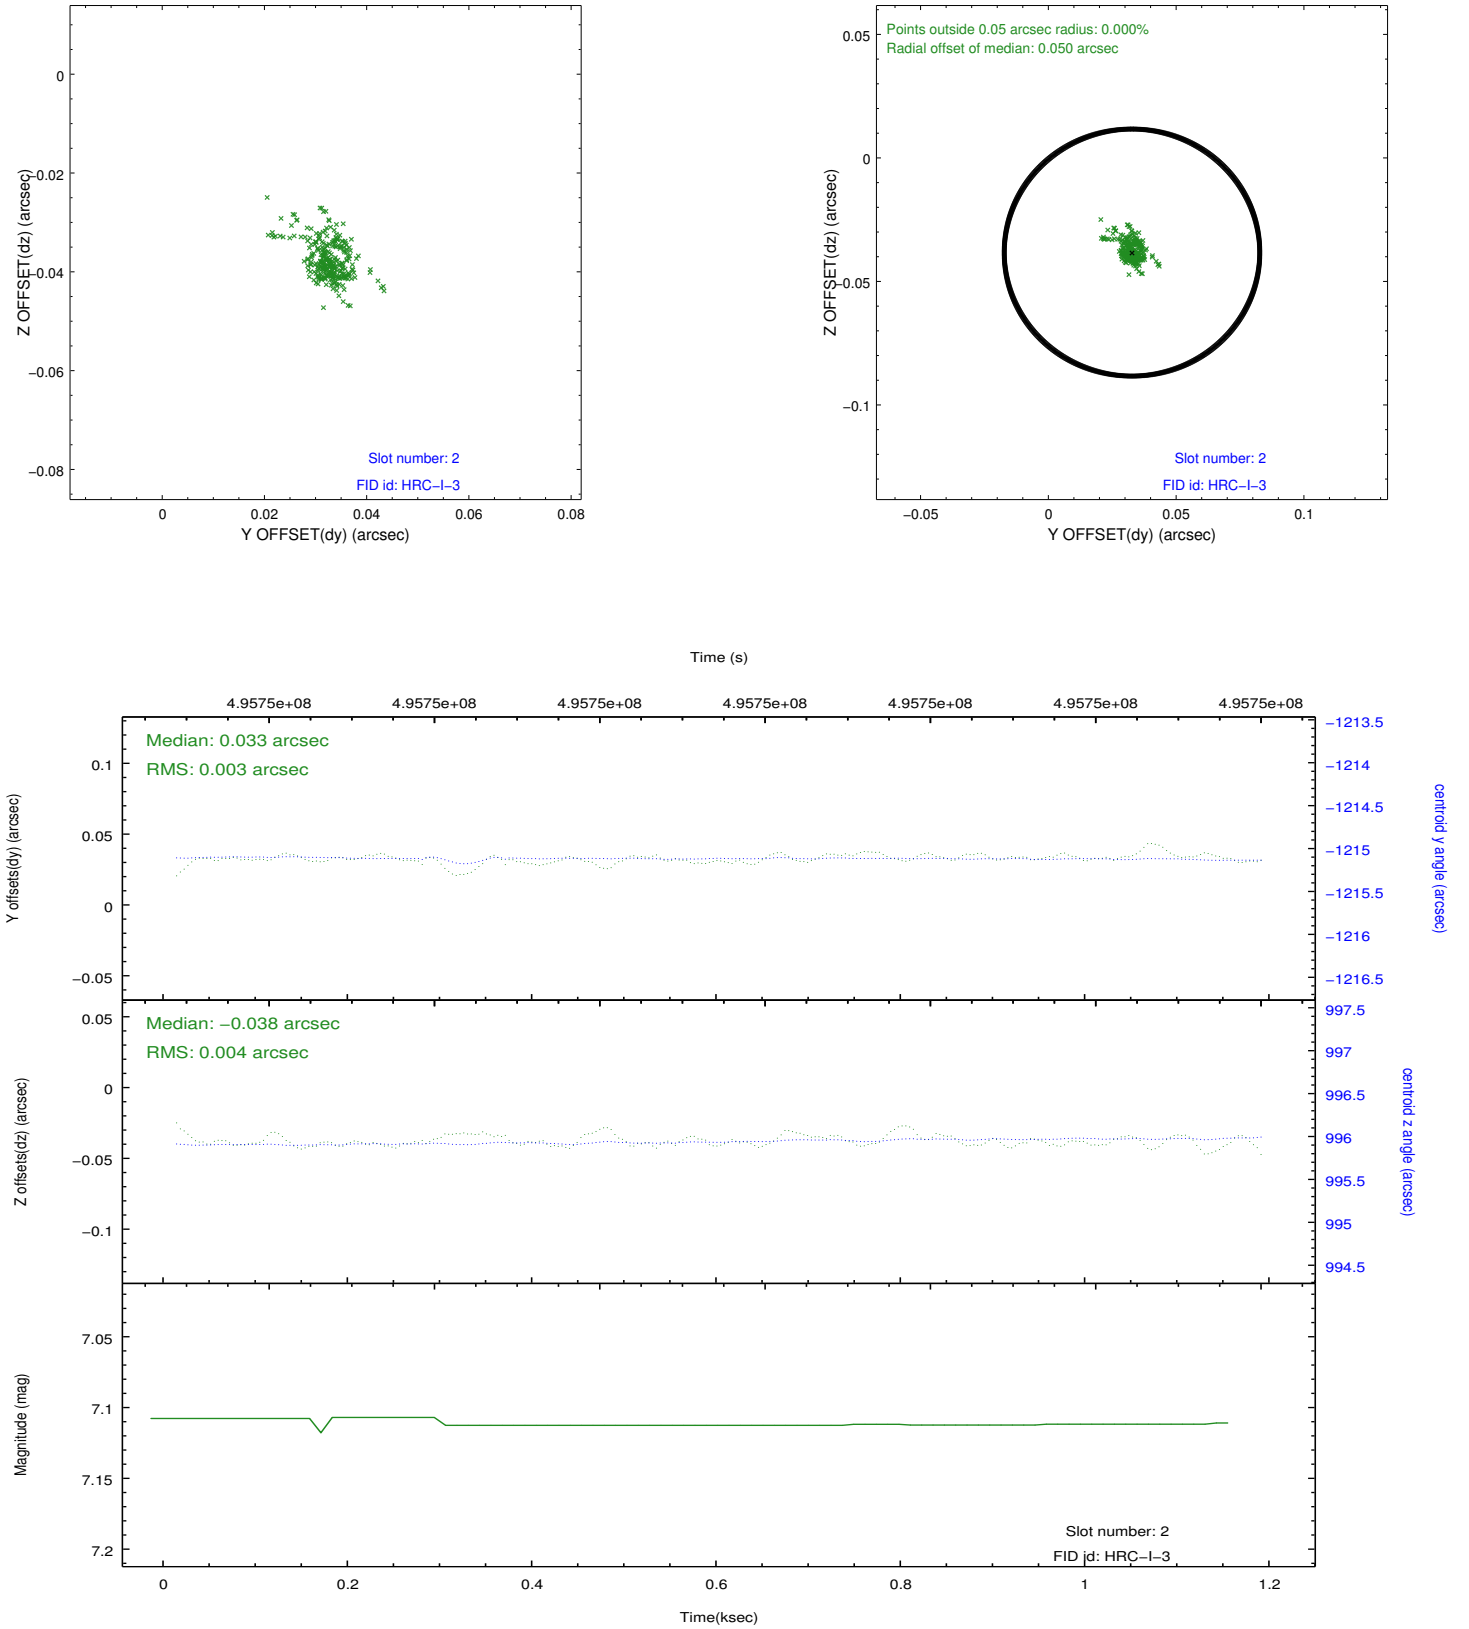 0
−0.02
−0.04
−0.06
−0.08
Z OFFSET(dz) (arcsec)
Slot number: 2
FID id: HRC−I−3
0
0.02
0.04
0.06
0.08
Y OFFSET(dy) (arcsec)
Points outside 0.05 arcsec radius: 0.000%
Radial offset of median: 0.050 arcsec
0.05
0
−0.05
−0.1
Z OFFSET(dz) (arcsec)
Slot number: 2
FID id: HRC−I−3
−0.05
0
0.05
0.1
Y OFFSET(dy) (arcsec)
Time (s)
4.9575e+08
4.9575e+08
4.9575e+08
4.9575e+08
4.9575e+08
4.9575e+08
4.9575e+08
Median: 0.033 arcsec
RMS: 0.003 arcsec
0.1
0.05
0
−0.05
Y offsets(dy) (arcsec)
−1213.5
−1214
−1214.5
−1215
−1215.5
−1216
−1216.5
centroid y angle (arcsec)
Median: −0.038 arcsec
RMS: 0.004 arcsec
0.05
0
−0.05
−0.1
Z offsets(dz) (arcsec)
997.5
997
996.5
996
995.5
995
994.5
centroid z angle (arcsec)
7.05
7.1
7.15
7.2
Magnitude (mag)
Slot number: 2
FID id: HRC−I−3
0
0.2
0.4
0.6
0.8
1
1.2
Time(ksec)